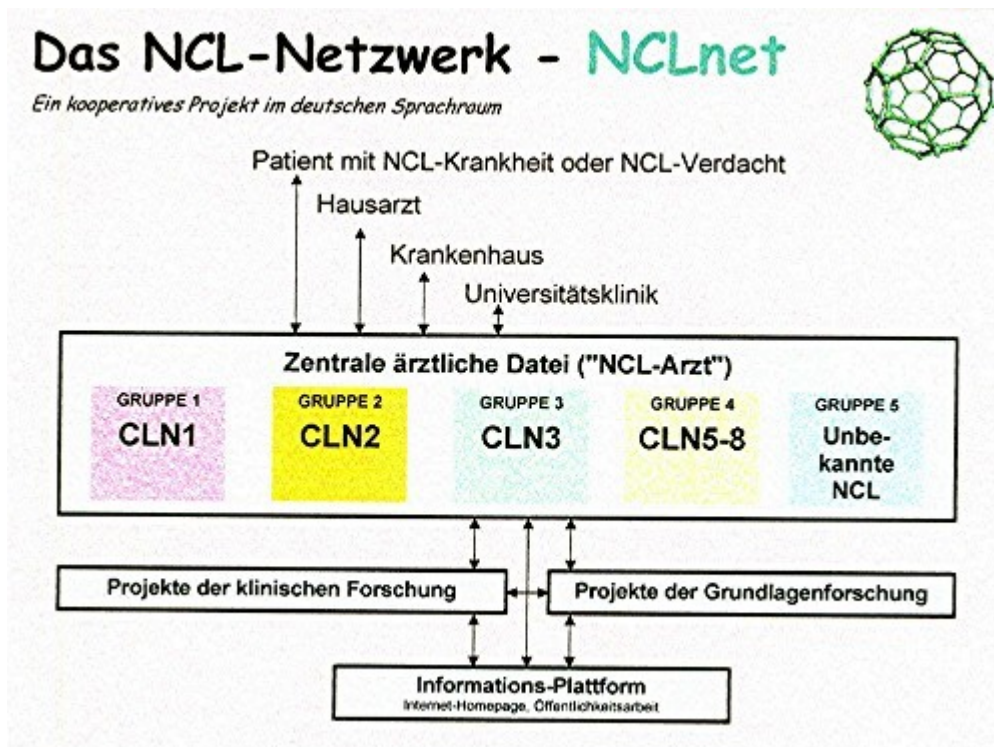 Das NCL-Netzwerk - NCLnet
Ein kooperatives Projekt im deutschen Sprachraum
Patient mit NCL-Krankheit oder NCL-Verdacht
Hausarzt
Krankenhaus
Universitätsklinik
Zentrale ärztliche Datei ("NCL-Arzt")
GRUPPE 1
CLN1
GRUPPE 2
CLN2
GRUPPE 3
CLN3
GRUPPE 4
CLN5-8
GRUPPE 5
Unbe-
kannte
NCL
Projekte der klinischen Forschung
Projekte der Grundlagenforschung
Informations-Plattform
Internet-Homepage, Öffentlichkeitsarbeit